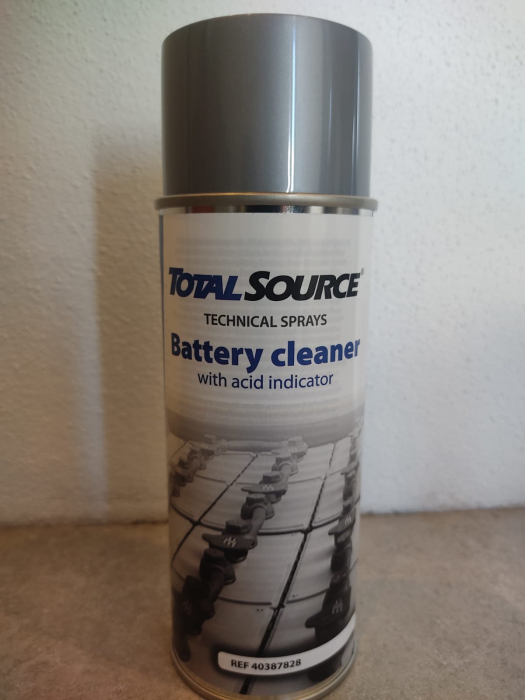 TOTALSOURCE®
TECHNICAL SPRAYS
Battery cleaner
with acid indicator
REF 40387828